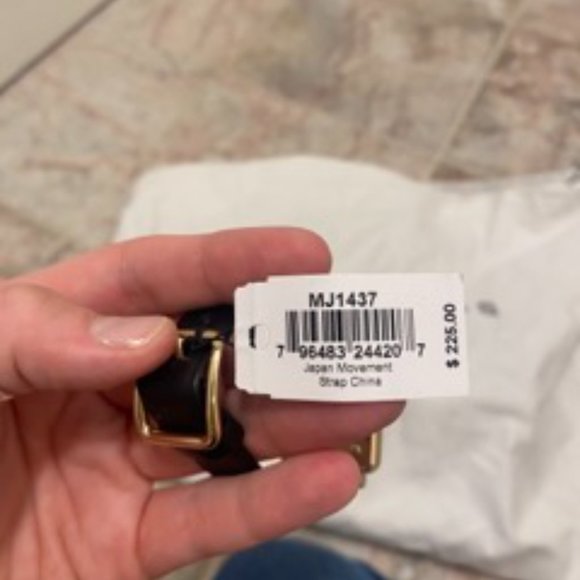 MJ1437
7 96483 24420 7
Japan Movement
Strap China
$ 225.00